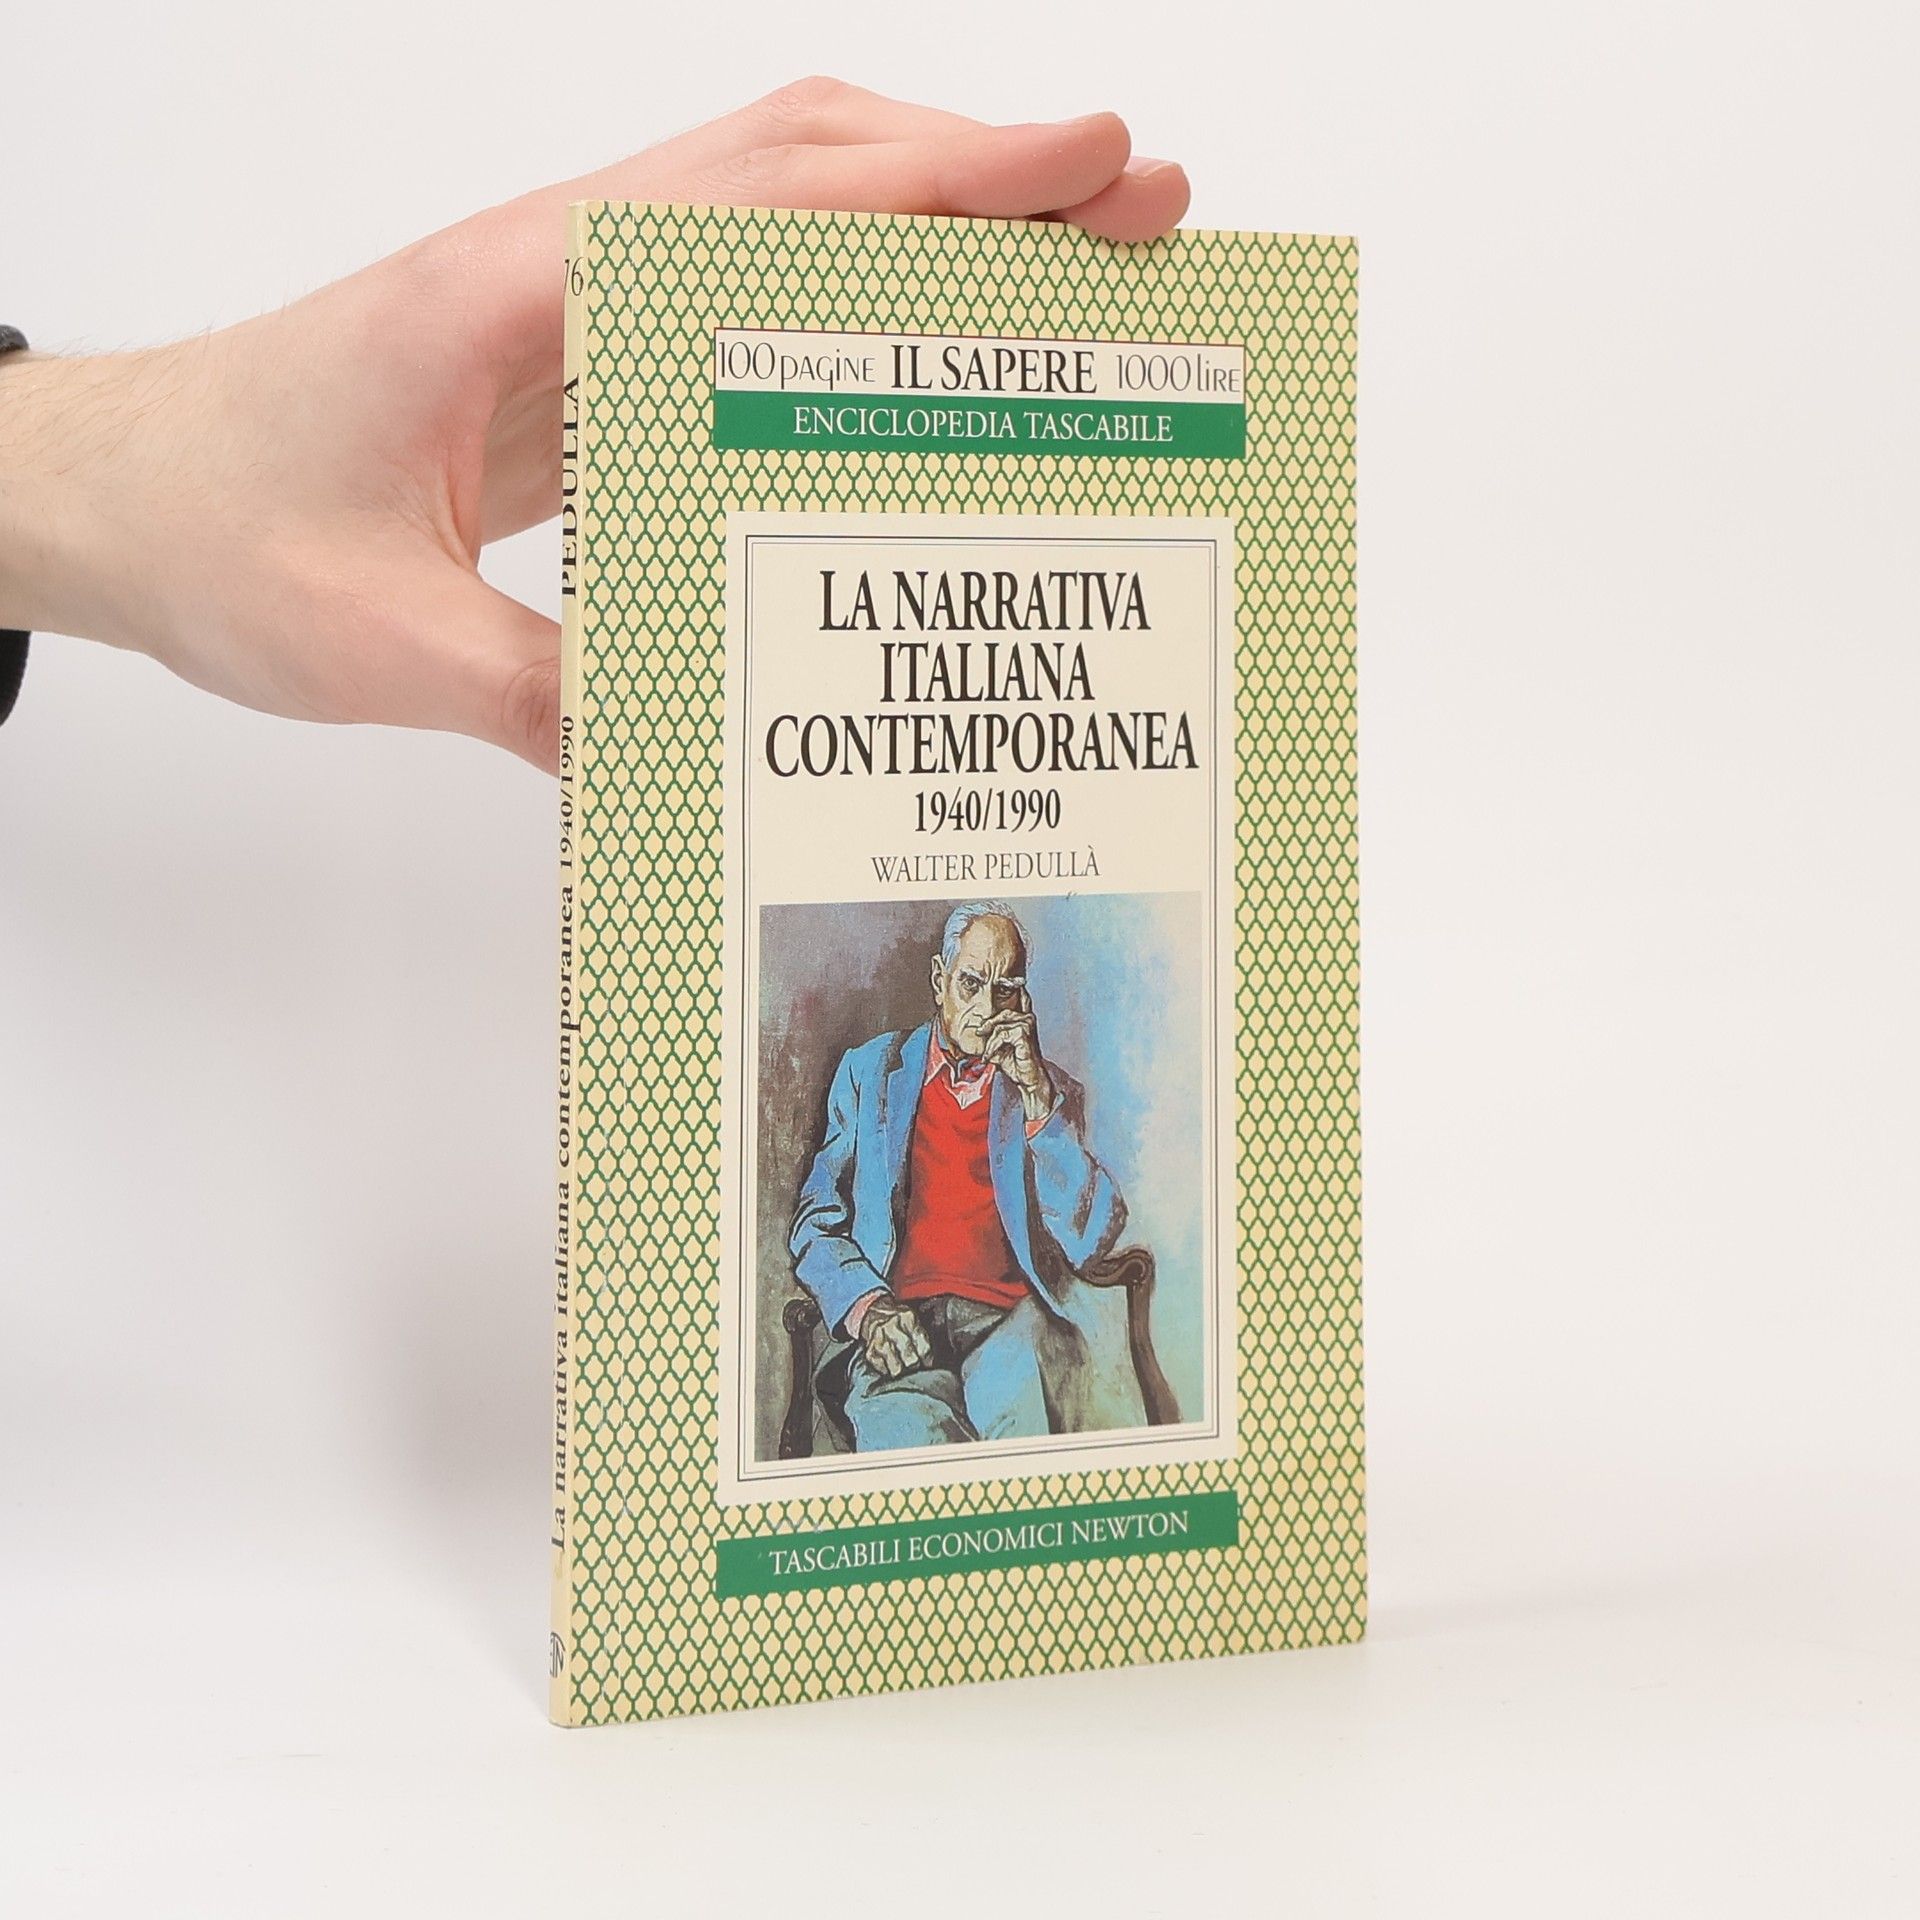 100 pagine IL SAPERE 1000 lire
ENCICLOPEDIA TASCABILE
LA NARRATIVA
ITALIANA
CONTEMPORANEA
1940/1990
WALTER PEDULLÀ
TASCABILI ECONOMICI NEWTON
La narrativa italiana contemporanea 1940/1990 PEDULLÀ